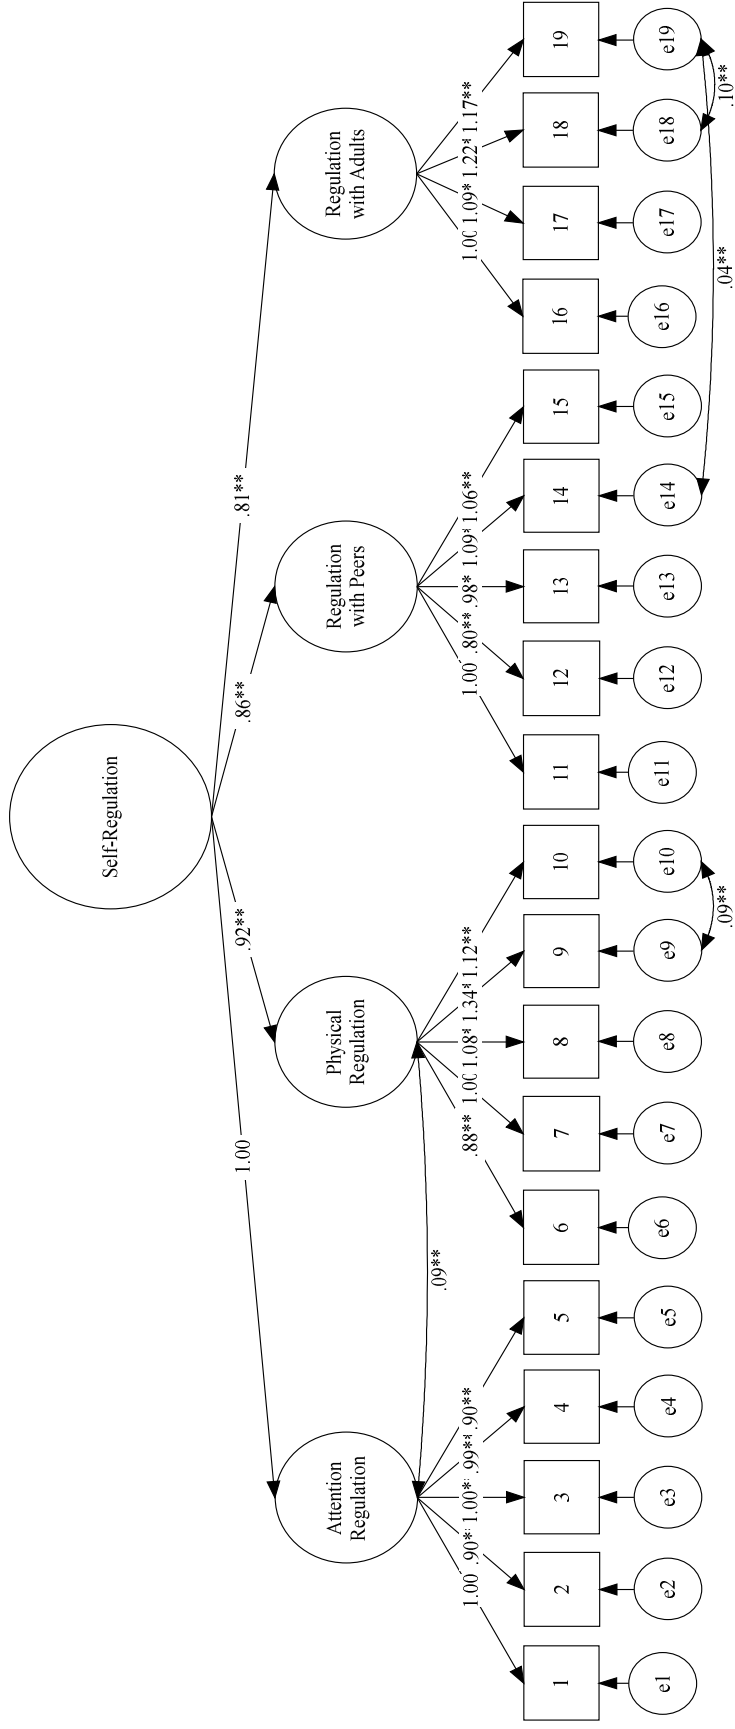 Self-Regulation
1.00
.92**
.86**
.81**
Attention
Regulation
Physical
Regulation
Regulation
with Peers
Regulation
with Adults
.09**
1.00
.90*
1.00*
.99**
.90**
.88**
1.00
1.08*
1.34*
1.12**
1.00
.80**
.98*
1.09*
1.06**
1.00
1.09*
1.22*
1.17**
1
2
3
4
5
6
7
8
9
10
11
12
13
14
15
16
17
18
19
e1
e2
e3
e4
e5
e6
e7
e8
e9
e10
e11
e12
e13
e14
e15
e16
e17
e18
e19
.09**
.04**
.10**